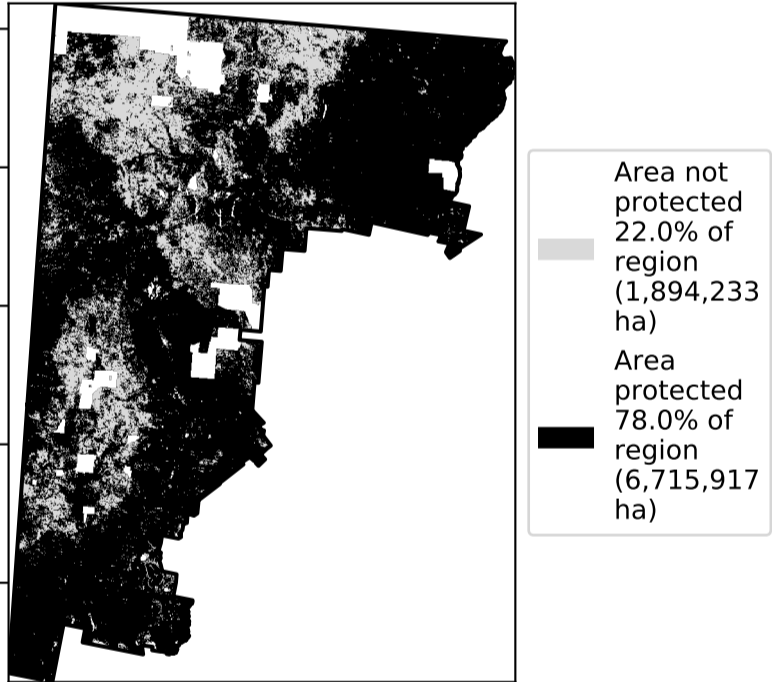 Area not
protected
22.0% of
region
(1,894,233
ha)
Area
protected
78.0% of
region
(6,715,917
ha)